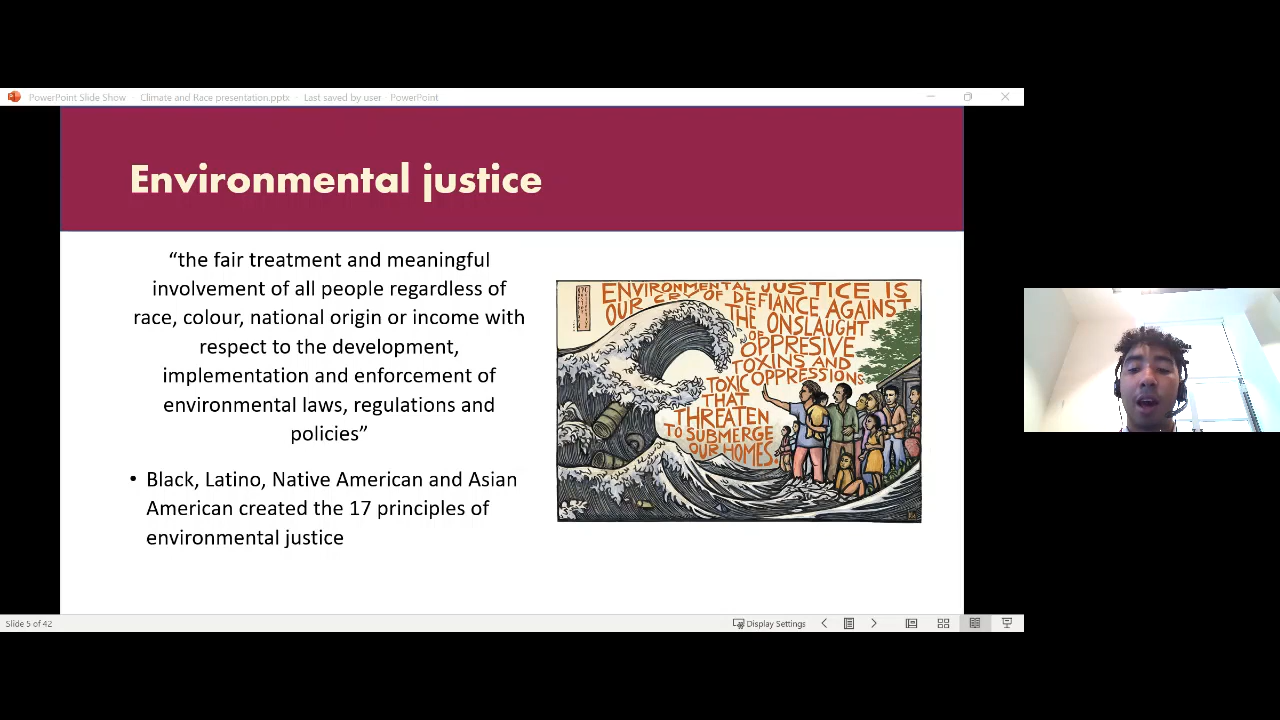 PowerPoint Slide Show - Climate and Race presentation.pptx - Last saved by user - PowerPoint
Environmental justice
“the fair treatment and meaningful
involvement of all people regardless of
race, colour, national origin or income with
respect to the development,
implementation and enforcement of
environmental laws, regulations and
policies”
• Black, Latino, Native American and Asian
American created the 17 principles of
environmental justice
ENVIRONMENTAL JUSTICE IS
OUR CRY OF DEFIANCE AGAINST
THE ONSLAUGHT
OF
OPPRESIVE
TOXINS AND
TOXIC OPPRESSIONS
THAT
THREATEN
TO SUBMERGE
OUR HOMES.
Slide 5 of 42
Display Settings